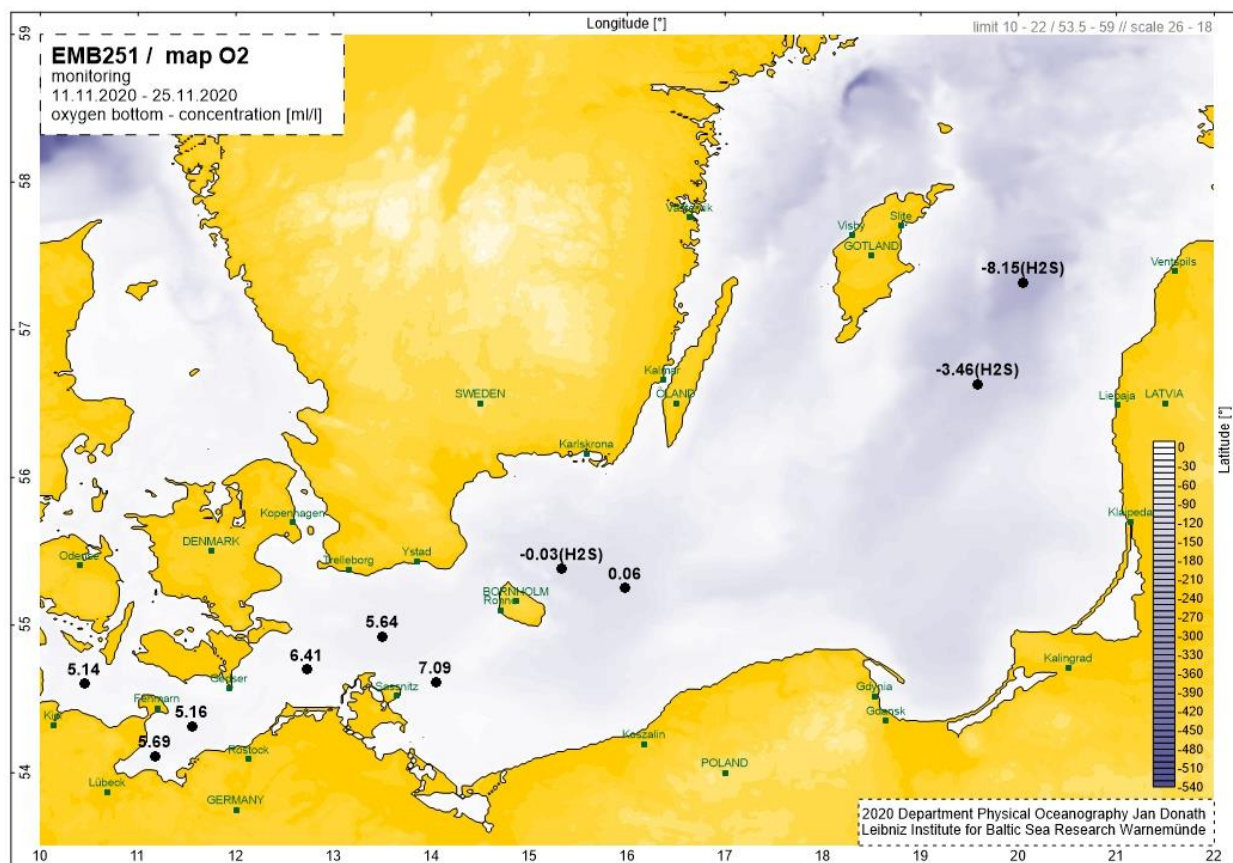 Longitude [°]
limit 10 - 22 / 53.5 - 59 // scale 26 - 18
EMB251 / map O2
monitoring
11.11.2020 - 25.11.2020
oxygen bottom - concentration [ml/l]
59
58
57
56
55
54
Visby
Slite
GOTLAND
-8.15(H2S)
Ventspils
-3.46(H2S)
Kalmar
SWEDEN
ÖLAND
Liepaja
LATVIA
Latitude [°]
Karlskrona
Kopenhagen
Klaipeda
DENMARK
Odense
Trelleborg
Ystad
-0.03(H2S)
0.06
BORNHOLM
Ronne
5.64
6.41
7.09
5.14
Gedser
Sassnitz
Kalingrad
Fehmarn
5.16
Kiel
5.69
Gdynia
Gdansk
Koszalin
Rostock
Lübeck
GERMANY
POLAND
0
-30
-60
-90
-120
-150
-180
-210
-240
-270
-300
-330
-360
-390
-420
-450
-480
-510
-540
2020 Department Physical Oceanography Jan Donath
Leibniz Institute for Baltic Sea Research Warnemünde
10 11 12 13 14 15 16 17 18 19 20 21 22